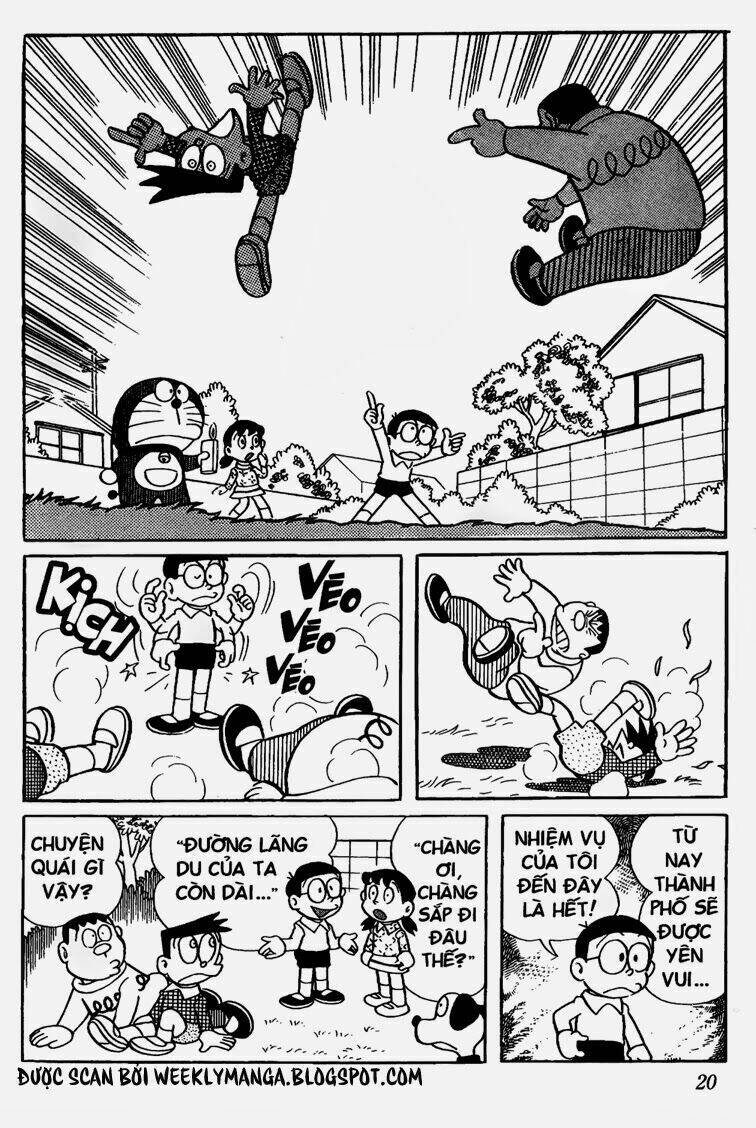 VÈO
VÈO
VÈO
KỊCH
TỪ
NAY
THÀNH
PHỐ SẼ
ĐƯỢC
YÊN
VUI...
NHIỆM VỤ
CỦA TÔI
ĐẾN ĐÂY
LÀ HẾT!
"CHÀNG
ƠI,
CHÀNG
SẮP ĐI
ĐÂU
THẾ?"
"ĐƯỜNG LÃNG
DU CỦA TA
CÒN DÀI..."
CHUYỆN
QUÁI GÌ
VẬY?
ĐƯỢC SCAN BỞI WEEKLYMANGA.BLOGSPOT.COM
20